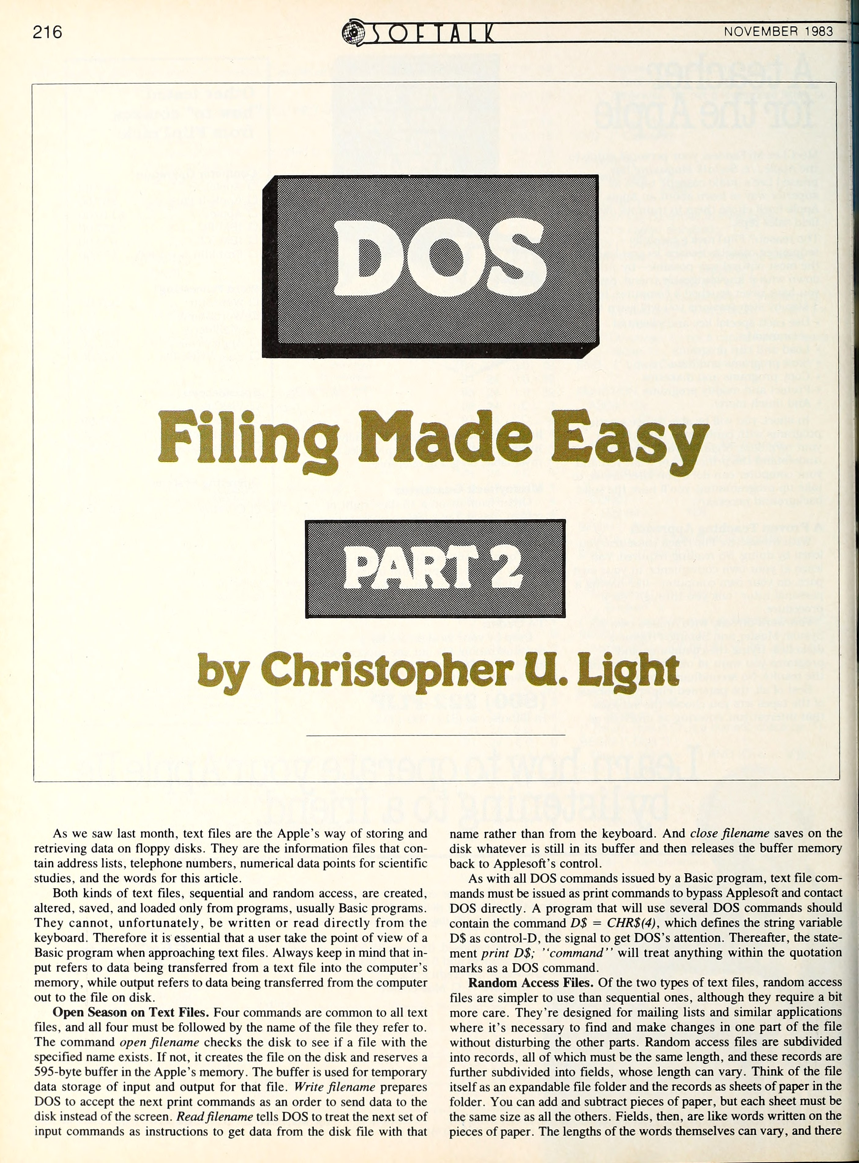 216
SOFTALK
NOVEMBER 1983
DOS
Filing Made Easy
PART 2
by Christopher U. Light
As we saw last month, text files are the Apple's way of storing and
retrieving data on floppy disks. They are the information files that con-
tain address lists, telephone numbers, numerical data points for scientific
studies, and the words for this article.
Both kinds of text files, sequential and random access, are created,
altered, saved, and loaded only from programs, usually Basic programs.
They cannot, unfortunately, be written or read directly from the
keyboard. Therefore it is essential that a user take the point of view of a
Basic program when approaching text files. Always keep in mind that in-
put refers to data being transferred from a text file into the computer's
memory, while output refers to data being transferred from the computer
out to the file on disk.
Open Season on Text Files. Four commands are common to all text
files, and all four must be followed by the name of the file they refer to.
The command open filename checks the disk to see if a file with the
specified name exists. If not, it creates the file on the disk and reserves a
595-byte buffer in the Apple's memory. The buffer is used for temporary
data storage of input and output for that file. Write filename prepares
DOS to accept the next print commands as an order to send data to the
disk instead of the screen. Read filename tells DOS to treat the next set of
input commands as instructions to get data from the disk file with that
name rather than from the keyboard. And close filename saves on the
disk whatever is still in its buffer and then releases the buffer memory
back to Applesoft's control.
As with all DOS commands issued by a Basic program, text file com-
mands must be issued as print commands to bypass Applesoft and contact
DOS directly. A program that will use several DOS commands should
contain the command D$ = CHR$(4), which defines the string variable
D$ as control-D, the signal to get DOS's attention. Thereafter, the state-
ment print D$; ''command'' will treat anything within the quotation
marks as a DOS command.
Random Access Files. Of the two types of text files, random access
files are simpler to use than sequential ones, although they require a bit
more care. They're designed for mailing lists and similar applications
where it's necessary to find and make changes in one part of the file
without disturbing the other parts. Random access files are subdivided
into records, all of which must be the same length, and these records are
further subdivided into fields, whose length can vary. Think of the file
itself as an expandable file folder and the records as sheets of paper in the
folder. You can add and subtract pieces of paper, but each sheet must be
the same size as all the others. Fields, then, are like words written on the
pieces of paper. The lengths of the words themselves can vary, and there